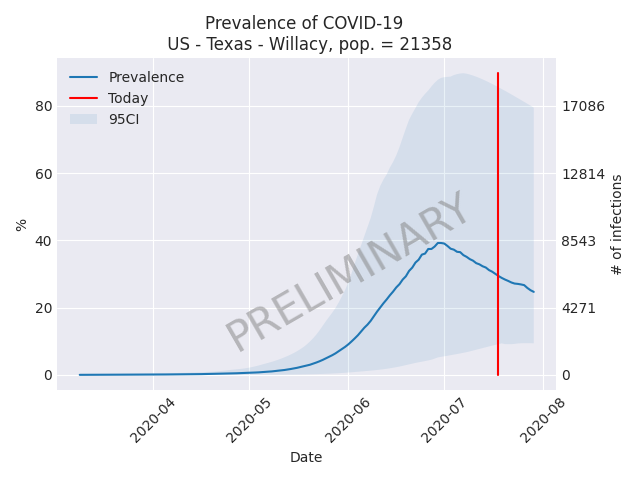 Prevalence of COVID-19
US - Texas - Willacy, pop. = 21358
Prevalence
Today
95CI
80
60
40
20
0
%
17086
12814
8543
4271
0
# of infections
PRELIMINARY
2020-04
2020-05
2020-06
2020-07
2020-08
Date